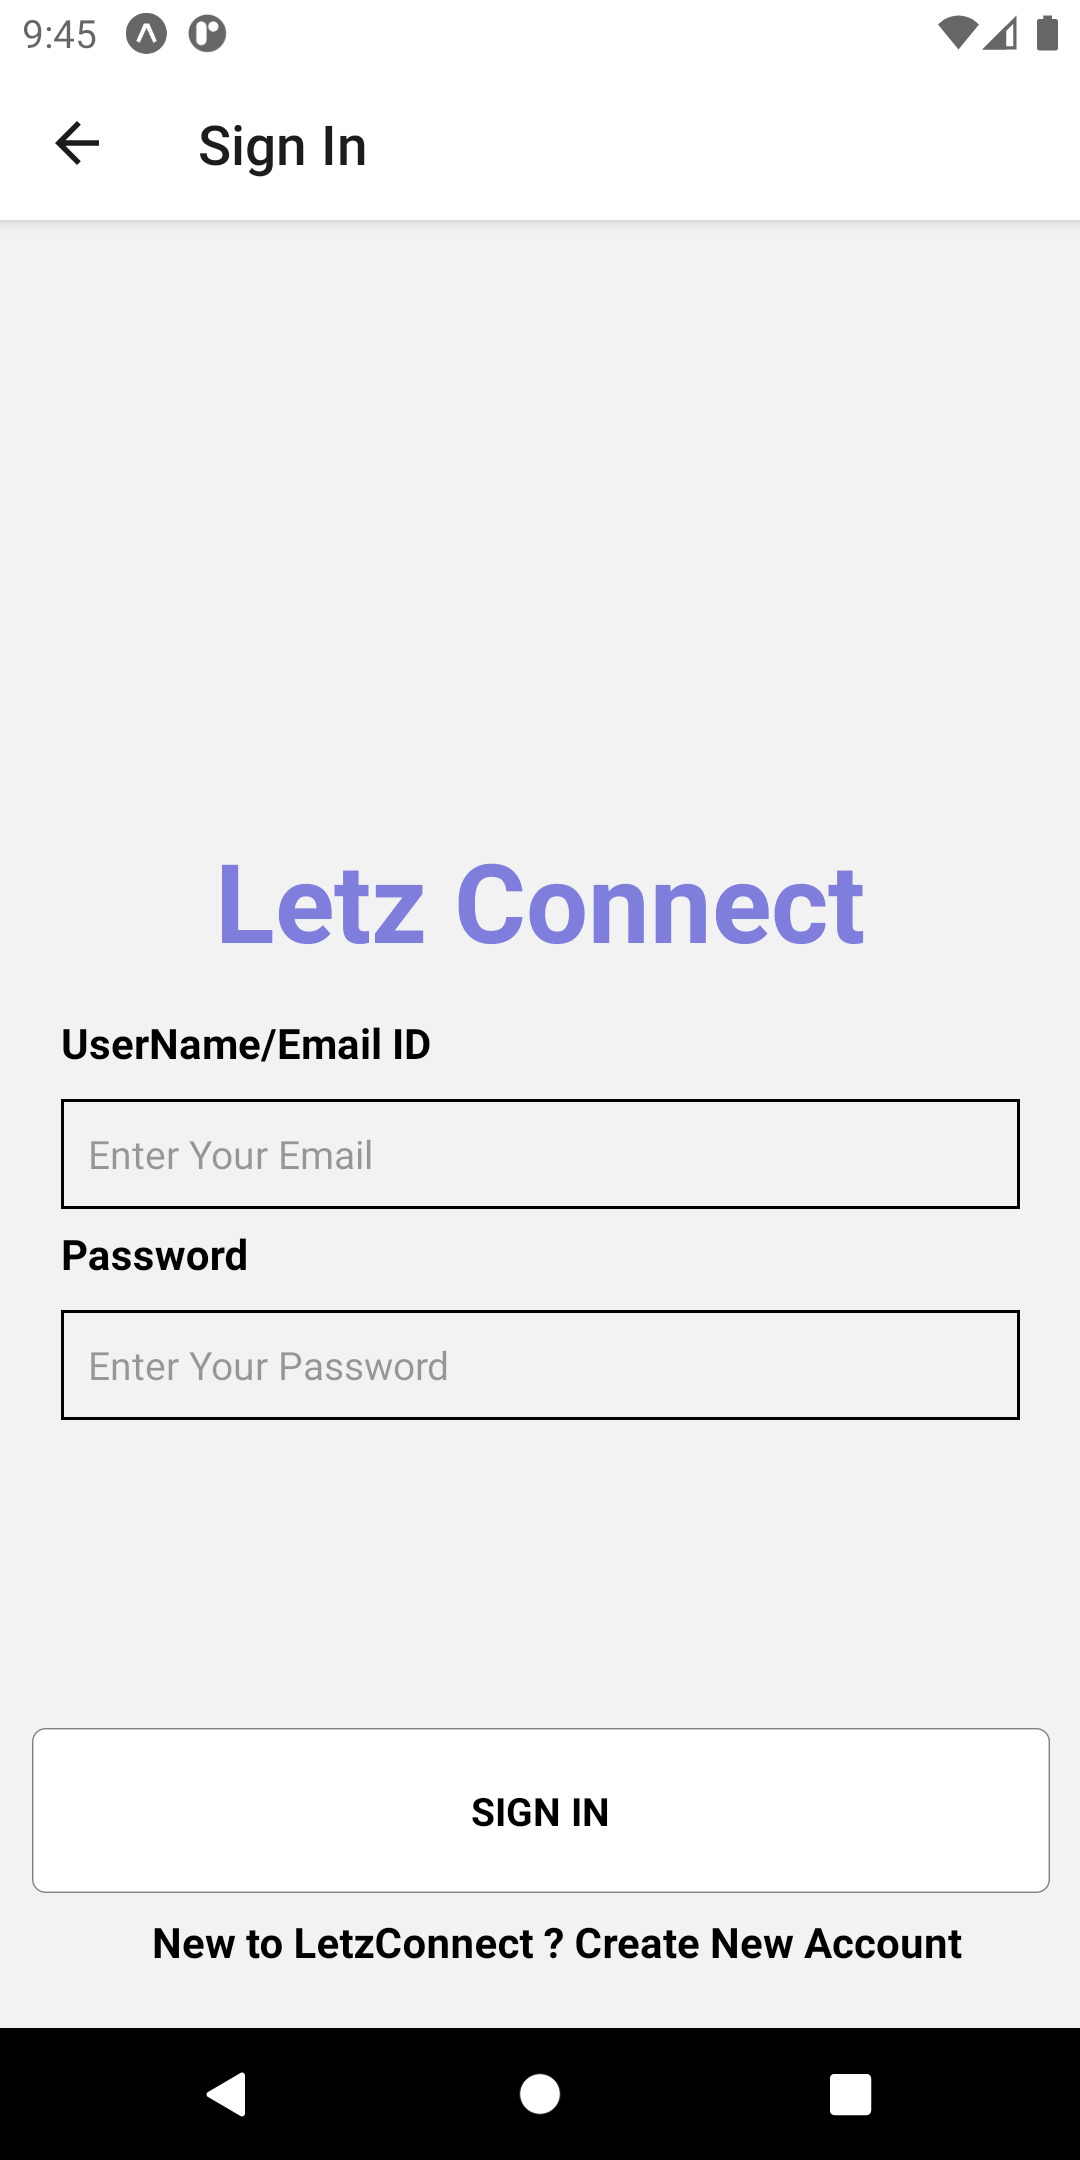 9:45
Sign In
Letz Connect
UserName/Email ID
Enter Your Email
Password
Enter Your Password
SIGN IN
New to LetzConnect ? Create New Account